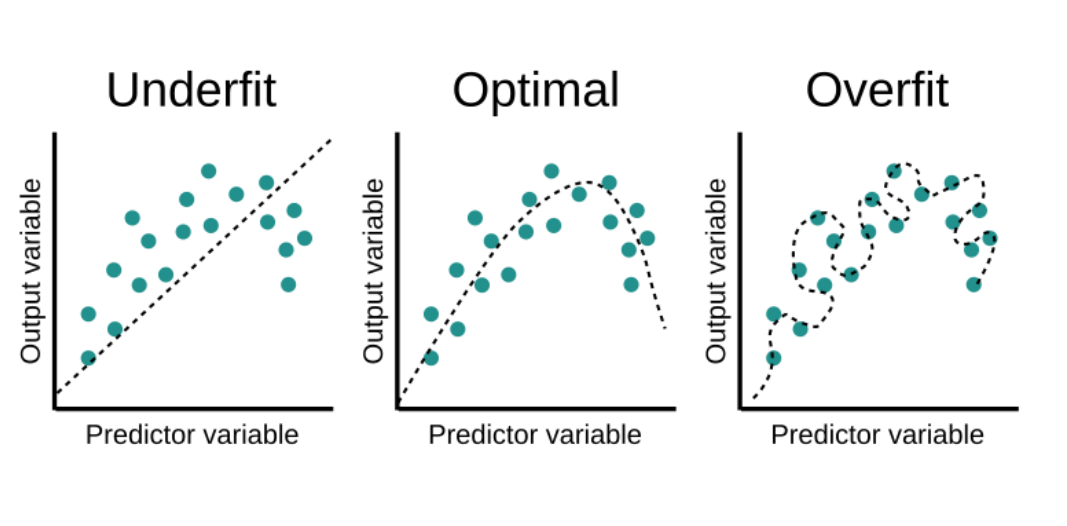 Underfit
Optimal
Overfit
Output variable
Predictor variable
Output variable
Predictor variable
Output variable
Predictor variable